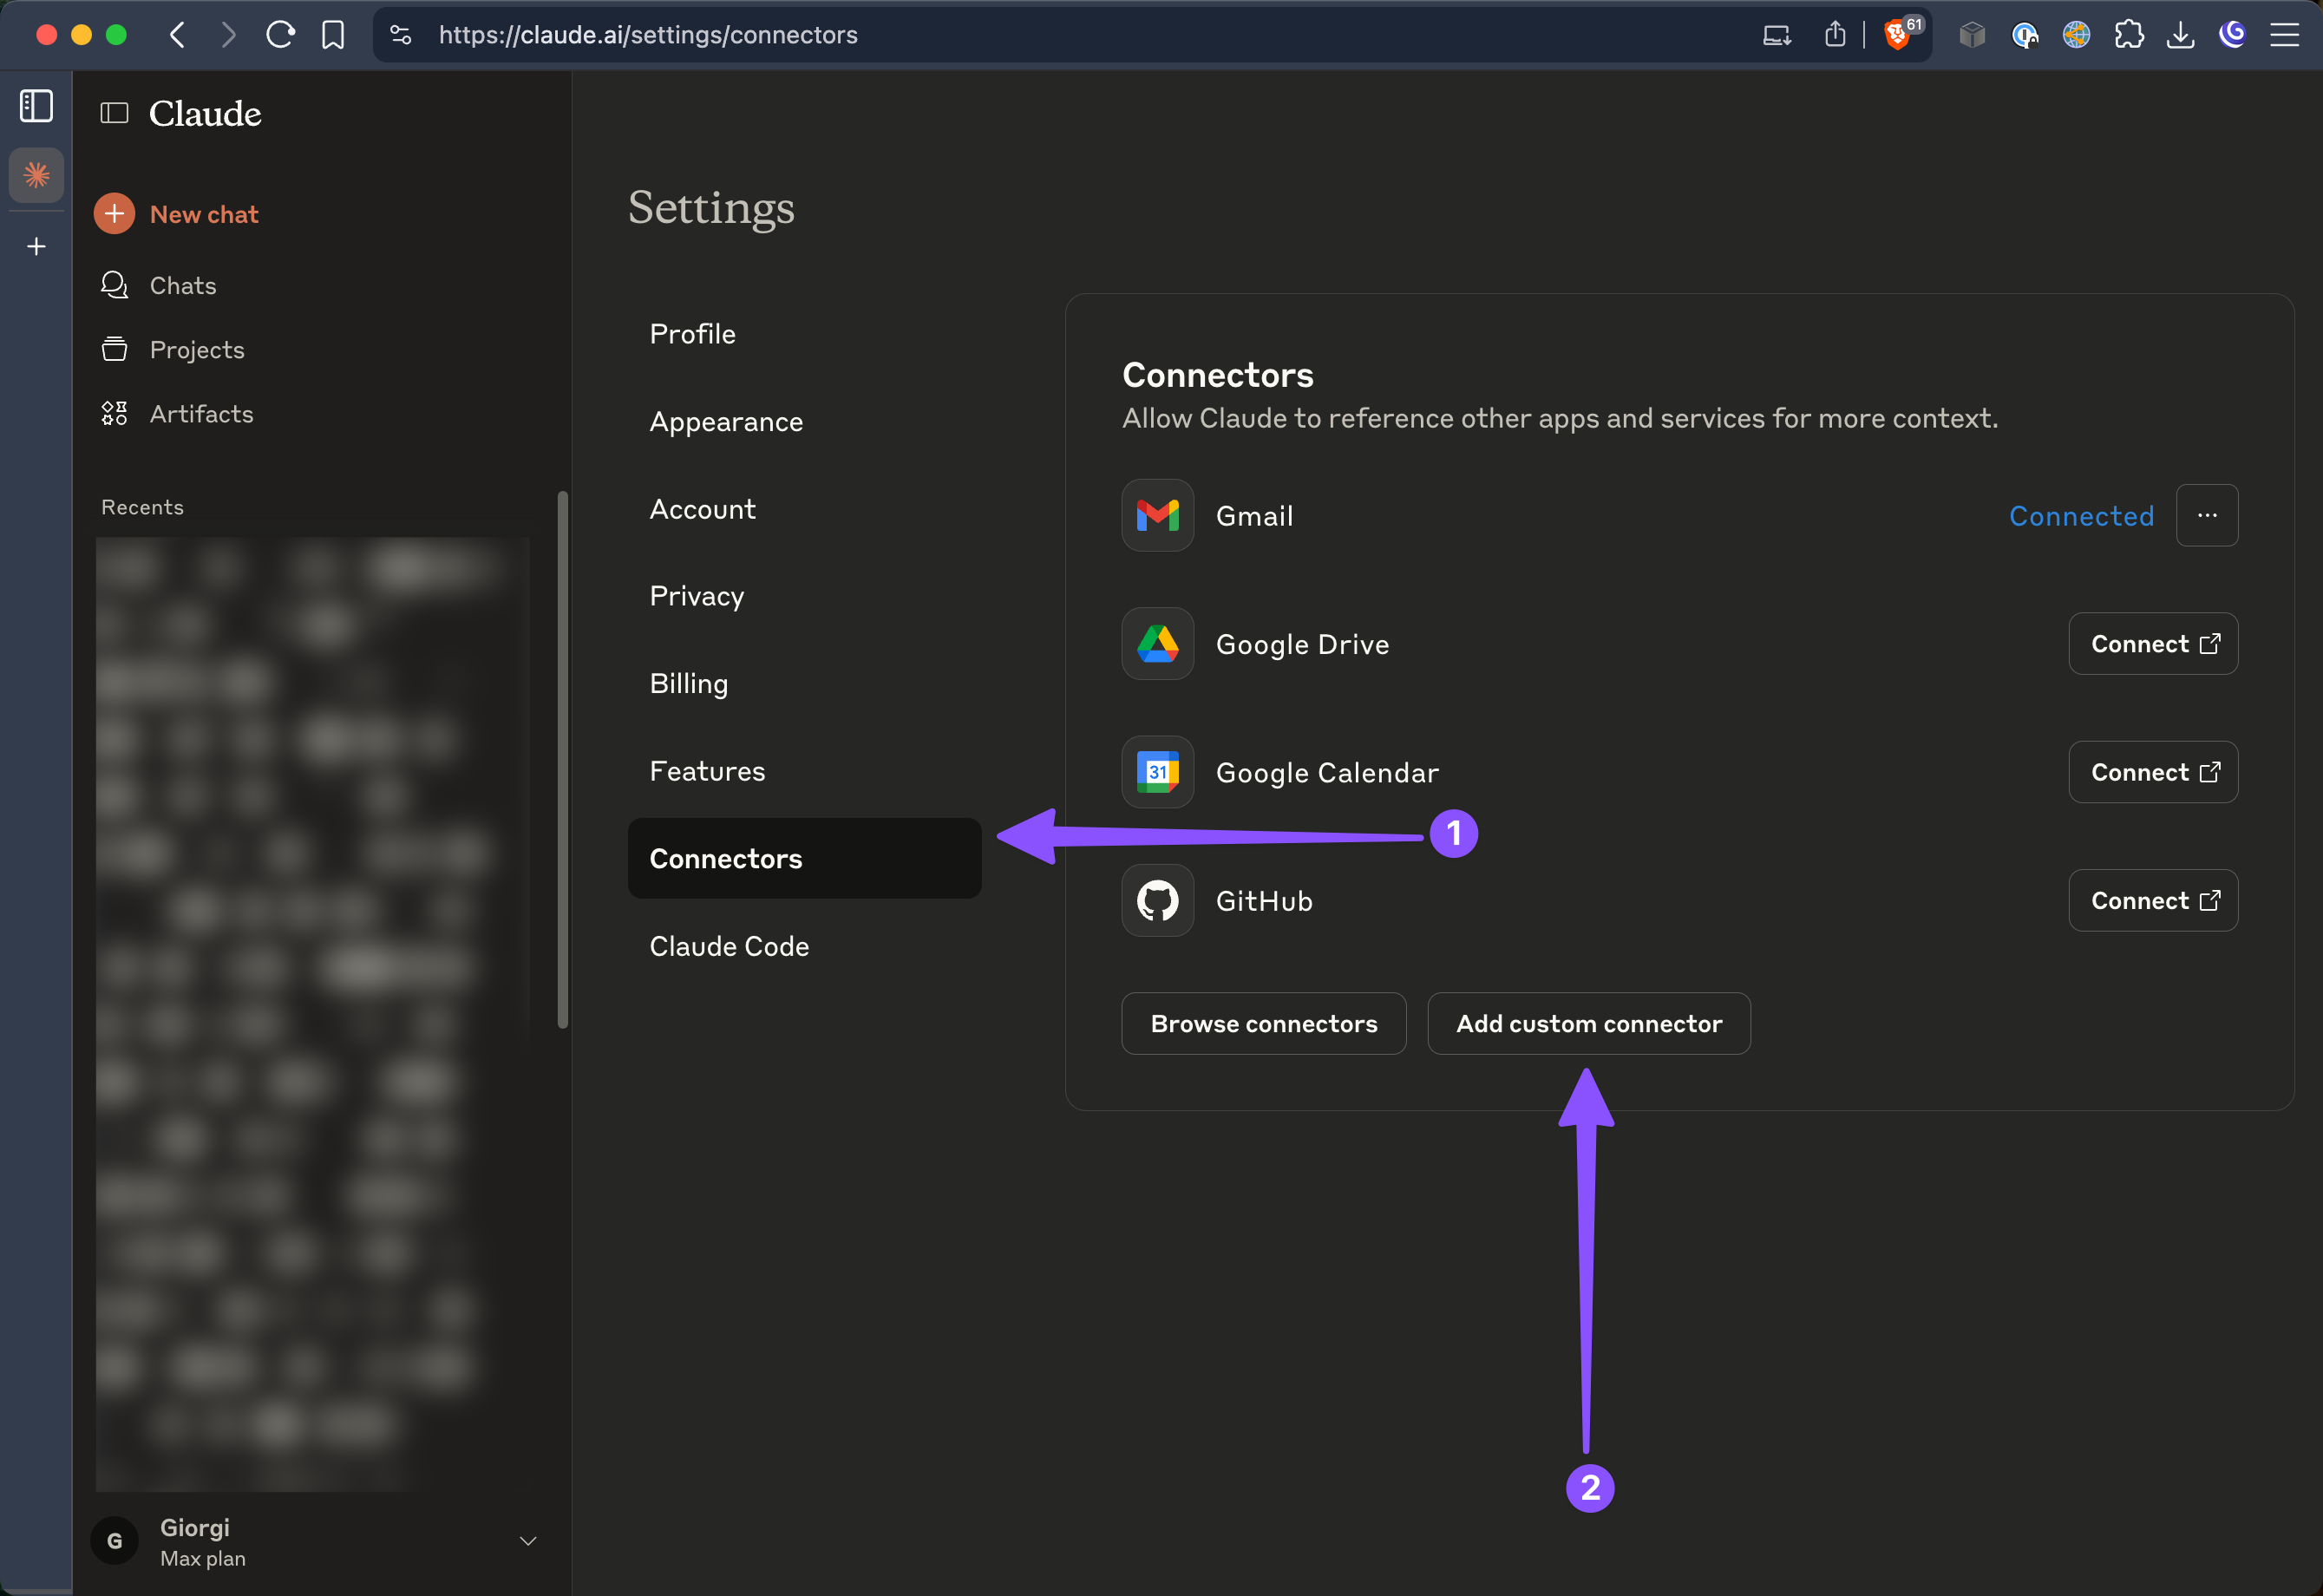 https://claude.ai/settings/connectors
61
Claude
New chat
Chats
Projects
Artifacts
Recents
G
Giorgi
Max plan
Settings
Profile
Appearance
Account
Privacy
Billing
Features
Connectors
Claude Code
Connectors
Allow Claude to reference other apps and services for more context.
Gmail
Connected
Google Drive
Connect
31
Google Calendar
Connect
1
GitHub
Connect
Browse connectors
Add custom connector
2